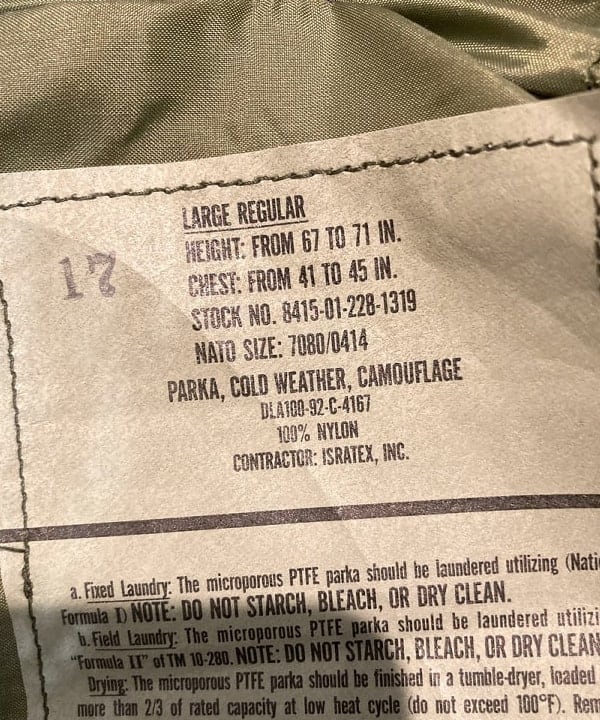 LARGE REGULAR
HEIGHT: FROM 67 TO 71 IN.
17
CHEST: FROM 41 TO 45 IN.
STOCK NO. 8415-01-228-1319
NATO SIZE: 7080/0414
PARKA, COLD WEATHER, CAMOUFLAGE
DLA100-92-C-4167
100% NYLON
CONTRACTOR: ISRATEX, INC.
a. Fixed Laundry: The microporous PTFE parka should be laundered utilizing (Nati
Formula I) NOTE: DO NOT STARCH, BLEACH, OR DRY CLEAN.
b. Field Laundry: The microporous PTFE parka should be laundered utilizi
"Formula II" of TM 10-280. NOTE: DO NOT STARCH, BLEACH, OR DRY CLEAN
Drying: The microporous PTFE parka should be finished in a tumble-dryer, loaded
more than 2/3 of rated capacity at low heat cycle (do not exceed 100°F). Rem